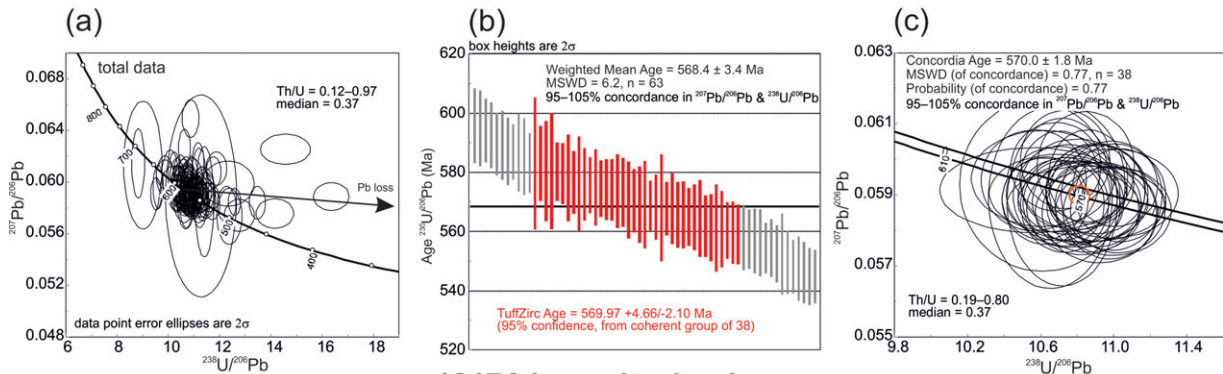 (a)
total data
Th/U = 0.12–0.97
median = 0.37
800
700
600
500
400
Pb loss
data point error ellipses are 2σ
0.068
0.064
0.060
0.056
0.052
0.048
²⁰⁷Pb/²⁰⁶Pb
6 8 10 12 14 16 18
²³⁸U/²⁰⁶Pb
(b)
box heights are 2σ
Weighted Mean Age = 568.4 ± 3.4 Ma
MSWD = 6.2, n = 63
95–105% concordance in ²⁰⁷Pb/²⁰⁶Pb & ²³⁸U/²⁰⁶Pb
TuffZirc Age = 569.97 +4.66/-2.10 Ma
(95% confidence, from coherent group of 38)
620
600
580
560
540
520
Age ²³⁰U/²⁰⁶Pb (Ma)
(c)
Concordia Age = 570.0 ± 1.8 Ma
MSWD (of concordance) = 0.77, n = 38
Probability (of concordance) = 0.77
95–105% concordance in ²⁰⁷Pb/²⁰⁶Pb & ²³⁸U/²⁰⁶Pb
610
570
Th/U = 0.19–0.80
median = 0.37
0.063
0.061
0.059
0.057
0.055
²⁰⁷Pb/²⁰⁶Pb
9.8 10.2 10.6 11.0 11.4
²³⁸U/²⁰⁶Pb